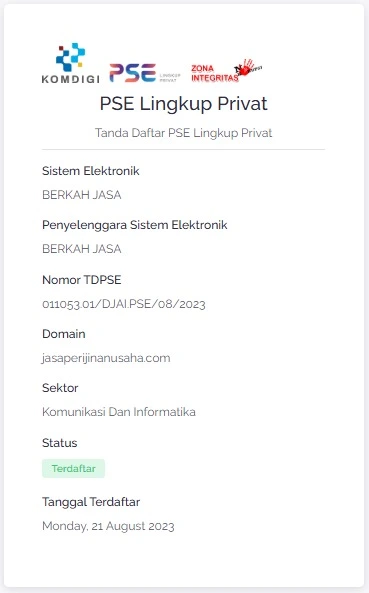 KOMDIGI PSE LINGKUP PRIVAT ZONA INTEGRITAS
PSE Lingkup Privat
Tanda Daftar PSE Lingkup Privat
Sistem Elektronik
BERKAH JASA
Penyelenggara Sistem Elektronik
BERKAH JASA
Nomor TDPSE
011053.01/DJAI.PSE/08/2023
Domain
jasaperijinanusaha.com
Sektor
Komunikasi Dan Informatika
Status
Terdaftar
Tanggal Terdaftar
Monday, 21 August 2023